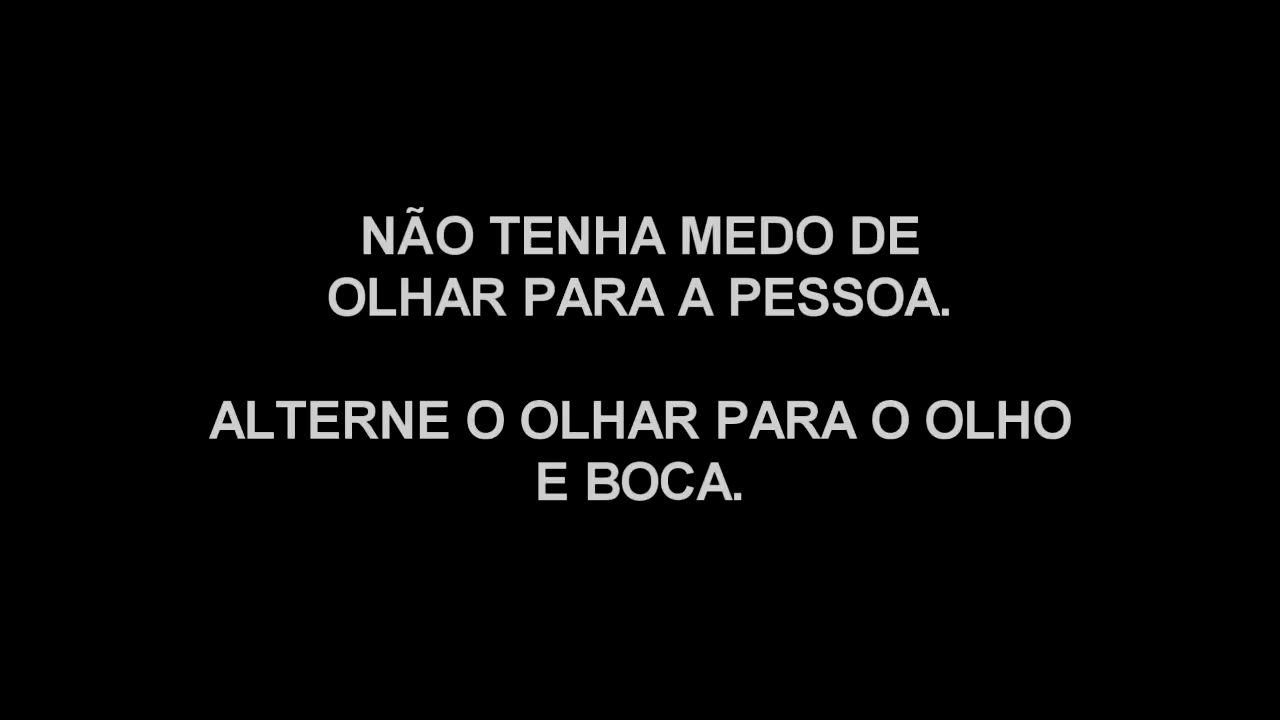 NÃO TENHA MEDO DE
OLHAR PARA A PESSOA.
ALTERNE O OLHAR PARA O OLHO
E BOCA.